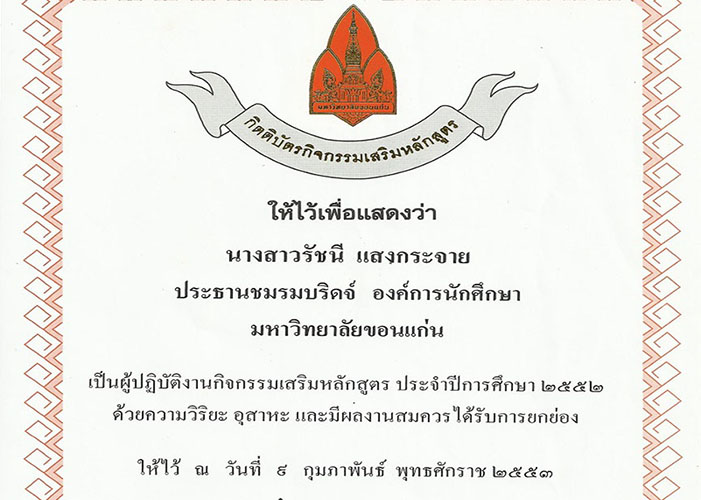 มหาวิทยาลัยขอนแก่น
กิตติบัตรกิจกรรมเสริมหลักสูตร
ให้ไว้เพื่อแสดงว่า
นางสาวรัชนี แสงกระจาย
ประธานชมรมบริดจ์ องค์การนักศึกษา
มหาวิทยาลัยขอนแก่น
เป็นผู้ปฏิบัติงานกิจกรรมเสริมหลักสูตร ประจำปีการศึกษา ๒๕๕๒
ด้วยความวิริยะ อุสาหะ และมีผลงานสมควรได้รับการยกย่อง
ให้ไว้ ณ วันที่ ๙ กุมภาพันธ์ พุทธศักราช ๒๕๕๓